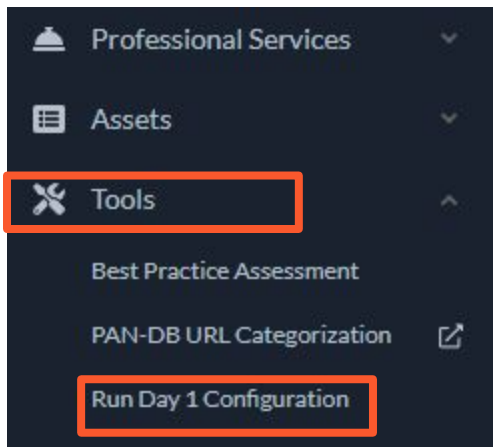 Professional Services
Assets
Tools
Best Practice Assessment
PAN-DB URL Categorization
Run Day 1 Configuration